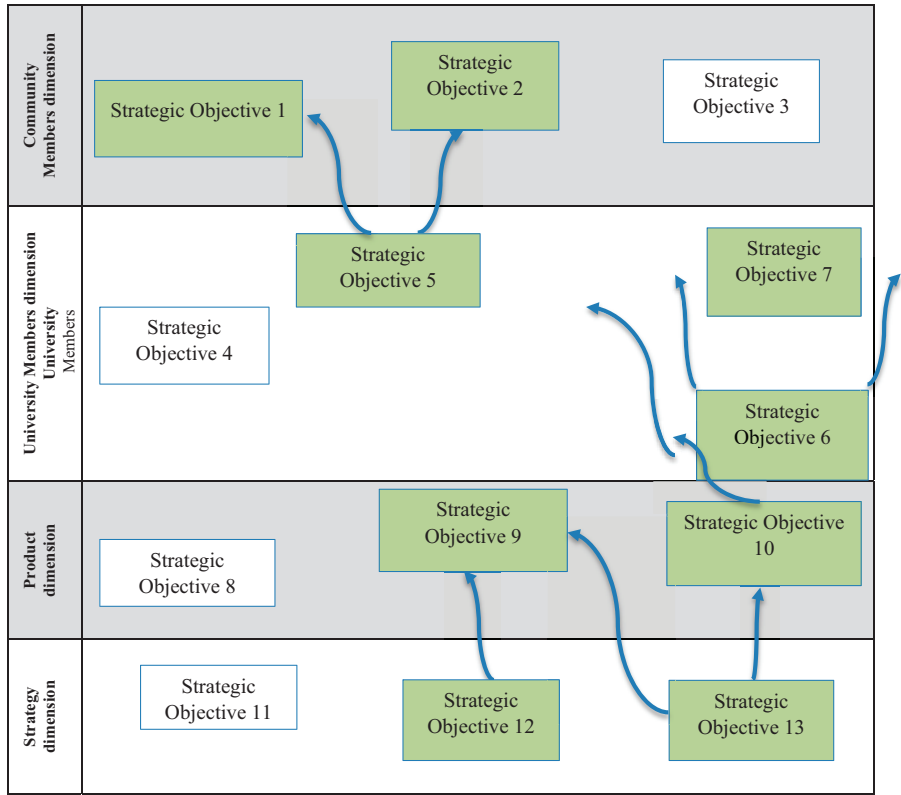 Community
Members dimension
Strategic Objective 1
Strategic
Objective 2
Strategic
Objective 3
University Members dimension
University
Members
Strategic
Objective 5
Strategic
Objective 7
Strategic
Objective 4
Strategic
Objective 6
Product
dimension
Strategic
Objective 9
Strategic Objective
10
Strategic
Objective 8
Strategy
dimension
Strategic
Objective 11
Strategic
Objective 12
Strategic
Objective 13